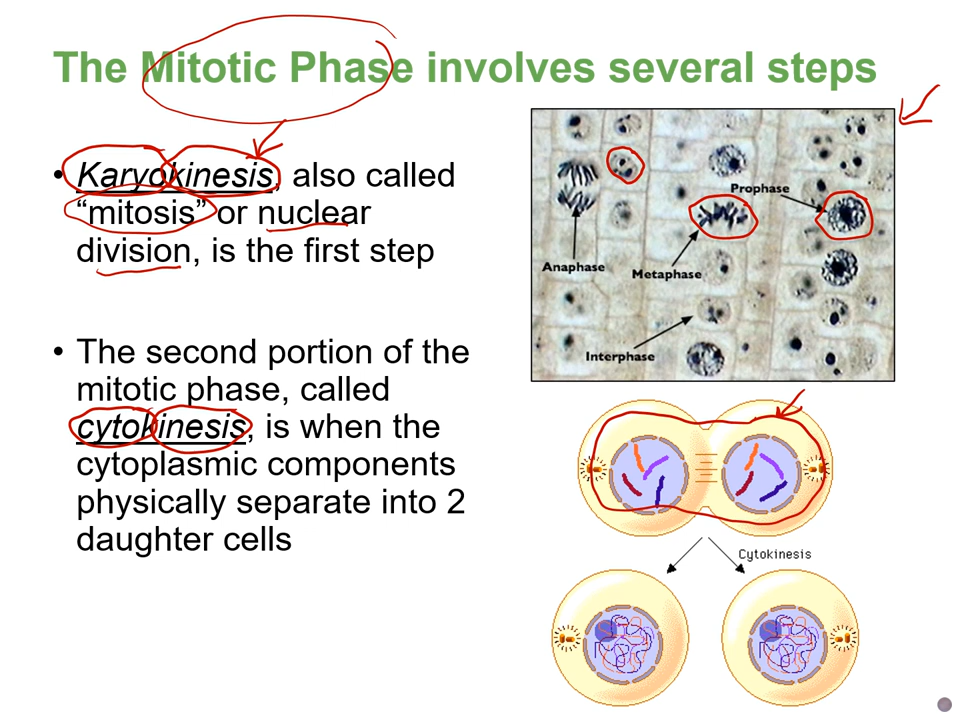 The Mitotic Phase involves several steps
• Karyokinesis, also called
“mitosis” or nuclear
division, is the first step
• The second portion of the
mitotic phase, called
cytokinesis, is when the
cytoplasmic components
physically separate into 2
daughter cells
Prophase
Anaphase
Metaphase
Interphase
Cytokinesis